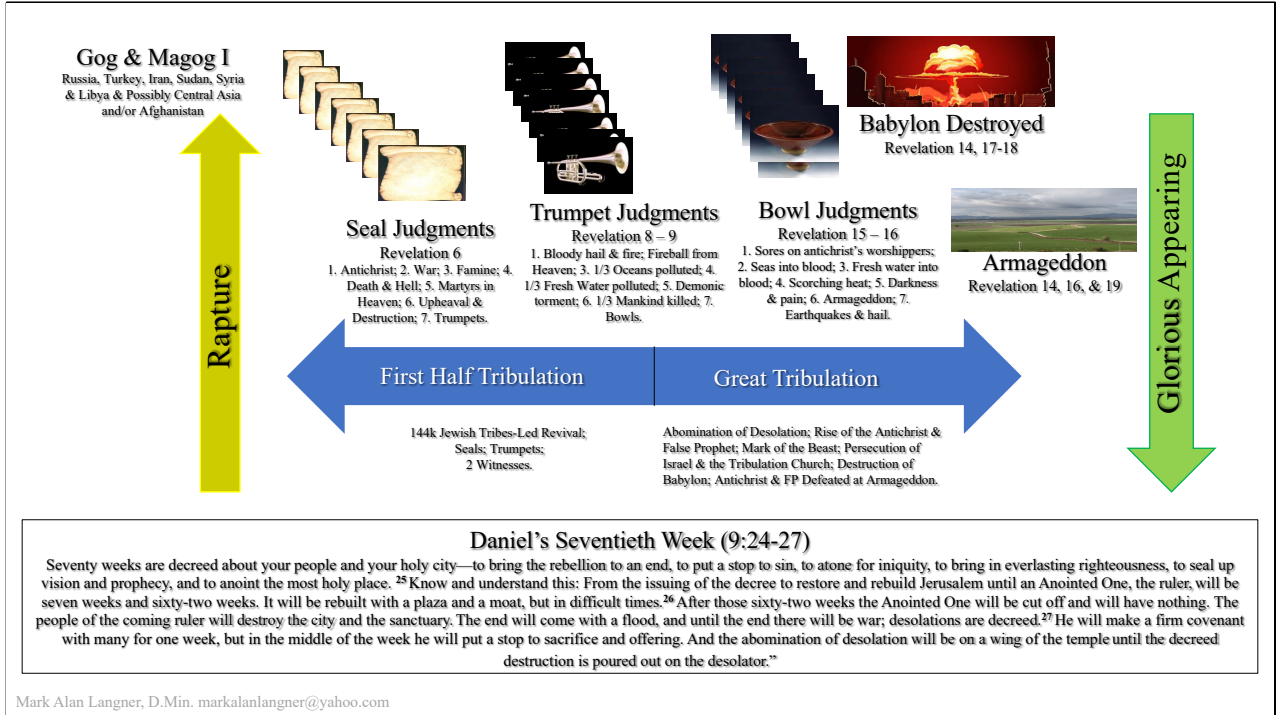 Gog & Magog I
Russia, Turkey, Iran, Sudan, Syria
& Libya & Possibly Central Asia
and/or Afghanistan
Rapture
Seal Judgments
Revelation 6
1. Antichrist; 2. War; 3. Famine; 4.
Death & Hell; 5. Martyrs in
Heaven; 6. Upheaval &
Destruction; 7. Trumpets.
Trumpet Judgments
Revelation 8 – 9
1. Bloody hail & fire; Fireball from
Heaven; 3. 1/3 Oceans polluted; 4.
1/3 Fresh Water polluted; 5. Demonic
torment; 6. 1/3 Mankind killed; 7.
Bowls.
Bowl Judgments
Revelation 15 – 16
1. Sores on antichrist’s worshippers;
2. Seas into blood; 3. Fresh water into
blood; 4. Scorching heat; 5. Darkness
& pain; 6. Armageddon; 7.
Earthquakes & hail.
Babylon Destroyed
Revelation 14, 17-18
Armageddon
Revelation 14, 16, & 19
Glorious Appearing
First Half Tribulation
Great Tribulation
144k Jewish Tribes-Led Revival;
Seals; Trumpets;
2 Witnesses.
Abomination of Desolation; Rise of the Antichrist &
False Prophet; Mark of the Beast; Persecution of
Israel & the Tribulation Church; Destruction of
Babylon; Antichrist & FP Defeated at Armageddon.
Daniel’s Seventieth Week (9:24-27)
Seventy weeks are decreed about your people and your holy city—to bring the rebellion to an end, to put a stop to sin, to atone for iniquity, to bring in everlasting righteousness, to seal up
vision and prophecy, and to anoint the most holy place. 25 Know and understand this: From the issuing of the decree to restore and rebuild Jerusalem until an Anointed One, the ruler, will be
seven weeks and sixty-two weeks. It will be rebuilt with a plaza and a moat, but in difficult times.26 After those sixty-two weeks the Anointed One will be cut off and will have nothing. The
people of the coming ruler will destroy the city and the sanctuary. The end will come with a flood, and until the end there will be war; desolations are decreed.27 He will make a firm covenant
with many for one week, but in the middle of the week he will put a stop to sacrifice and offering. And the abomination of desolation will be on a wing of the temple until the decreed
destruction is poured out on the desolator.”
Mark Alan Langner, D.Min. markalanlangner@yahoo.com